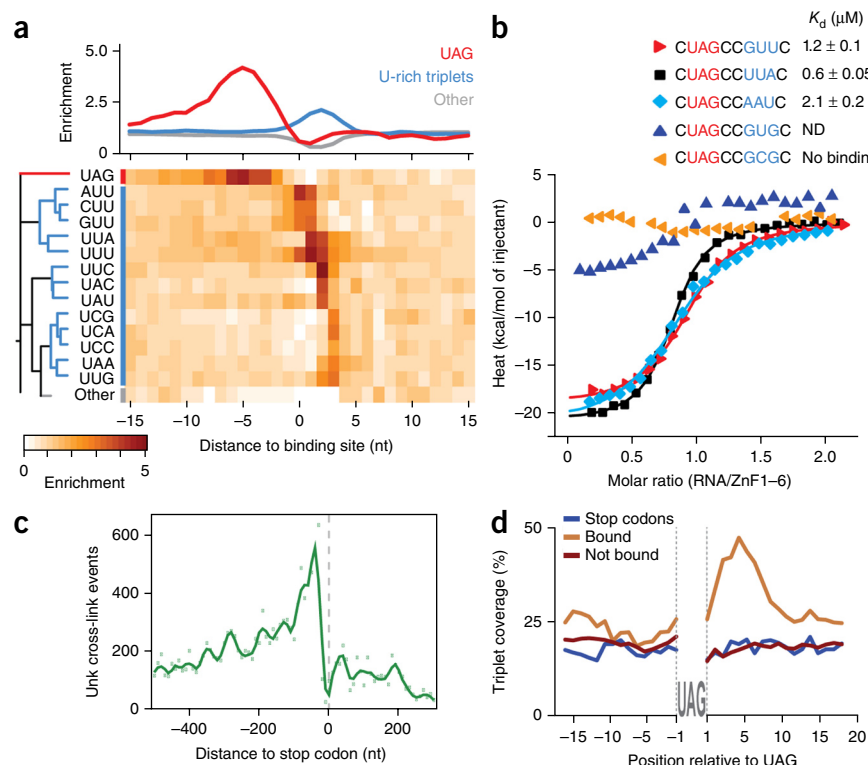 a
5.0
2.5
0
Enrichment
UAG
U-rich triplets
Other
UAG
AUU
CUU
GUU
UUA
UUU
UUC
UAC
UAU
UCG
UCA
UCC
UAA
UUG
Other
−15 −10 −5 0 5 10 15
Distance to binding site (nt)
0 5
Enrichment
b
Kd (μM)
CUAGCCGUUC 1.2 ± 0.1
CUAGCCUUAC 0.6 ± 0.05
CUAGCCAAUC 2.1 ± 0.2
CUAGCCGUGC ND
CUAGCCGCGC No bindin
5
0
−5
−10
−15
−20
Heat (kcal/mol of injectant)
0 0.5 1.0 1.5 2.0
Molar ratio (RNA/ZnF1–6)
c
600
400
200
0
Unk cross-link events
−400 −200 0 200
Distance to stop codon (nt)
d
50
25
0
Triplet coverage (%)
Stop codons
Bound
Not bound
UAG
−15 −10 −5 −1 1 5 10 15 20
Position relative to UAG